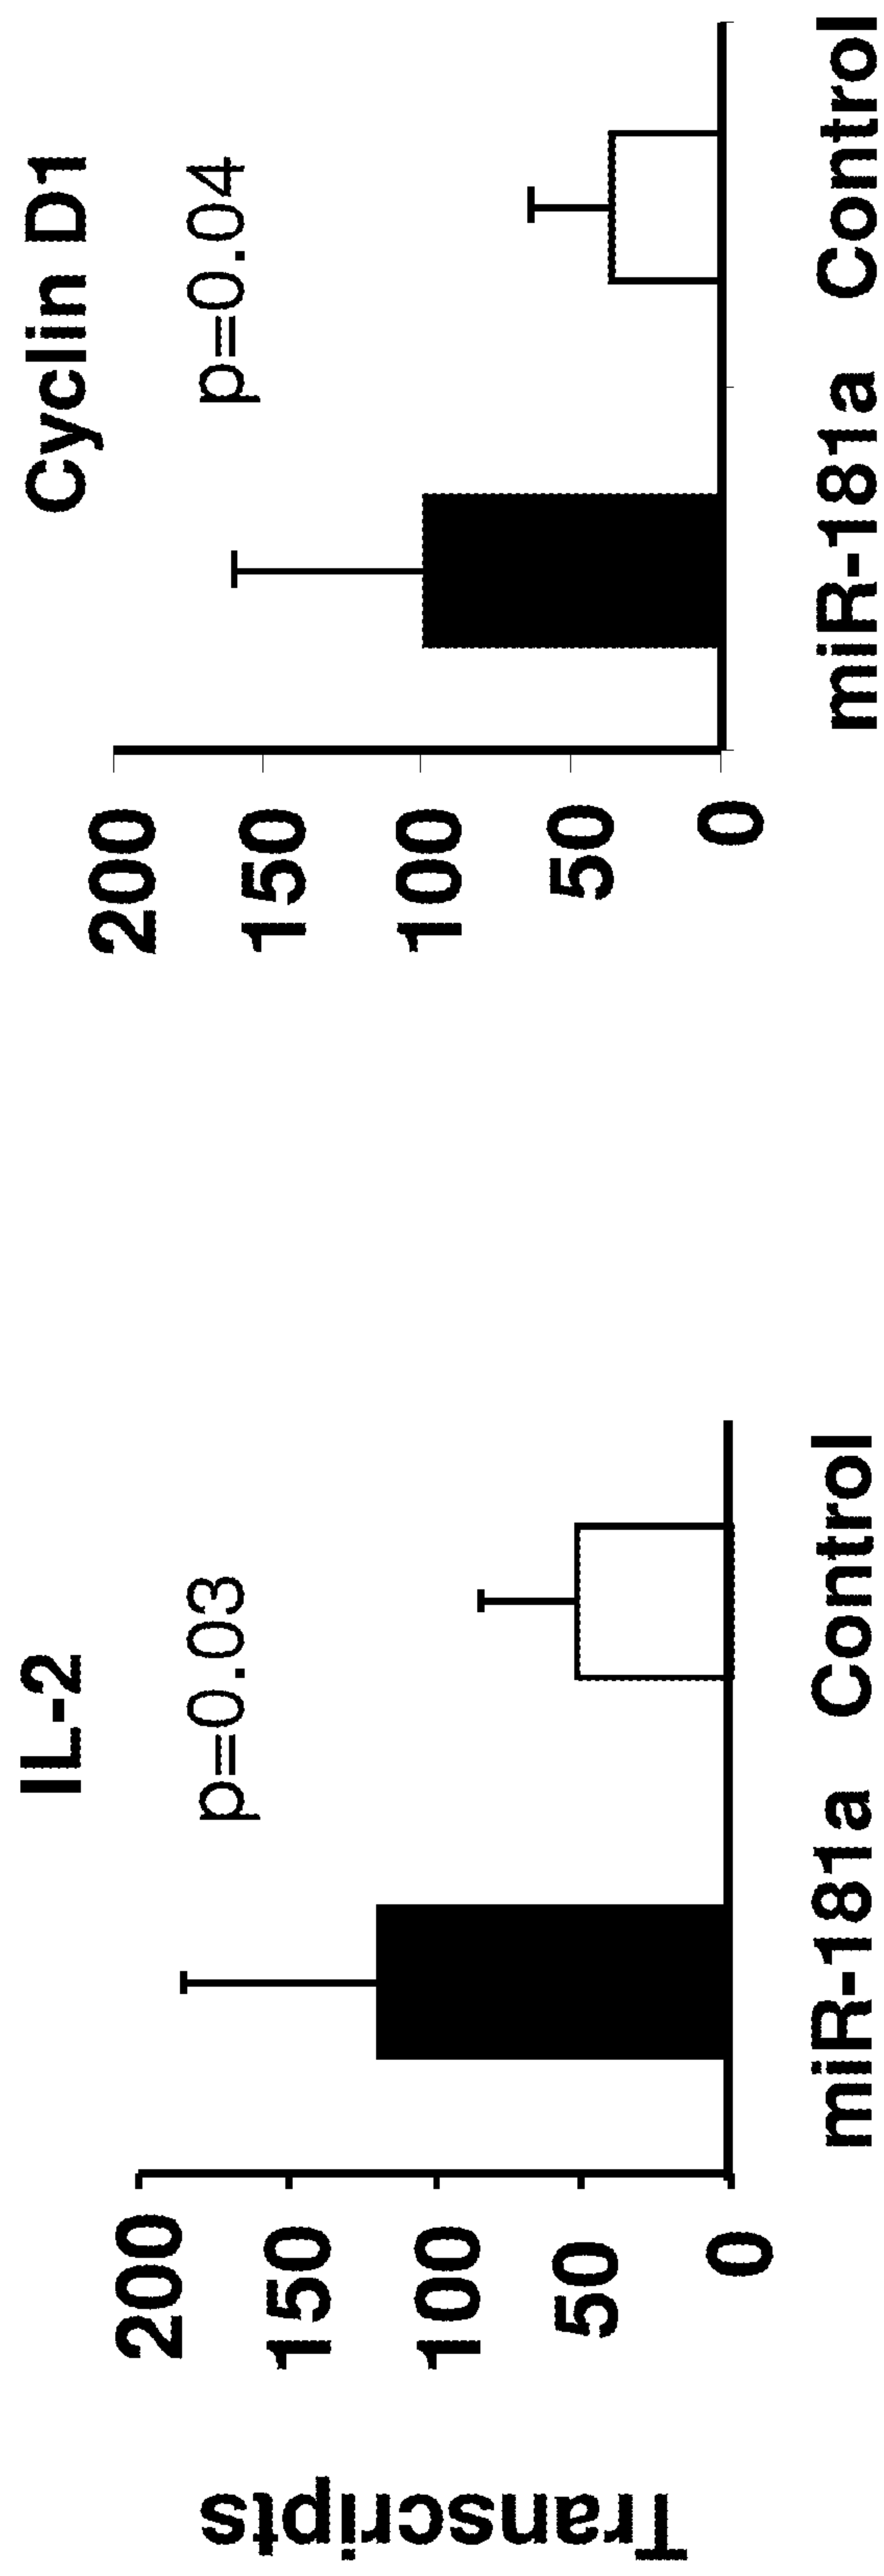 IL-2
p=0.03
Transcripts
200
150
100
50
0
miR-181a Control
Cyclin D1
p=0.04
200
150
100
50
0
miR-181a Control